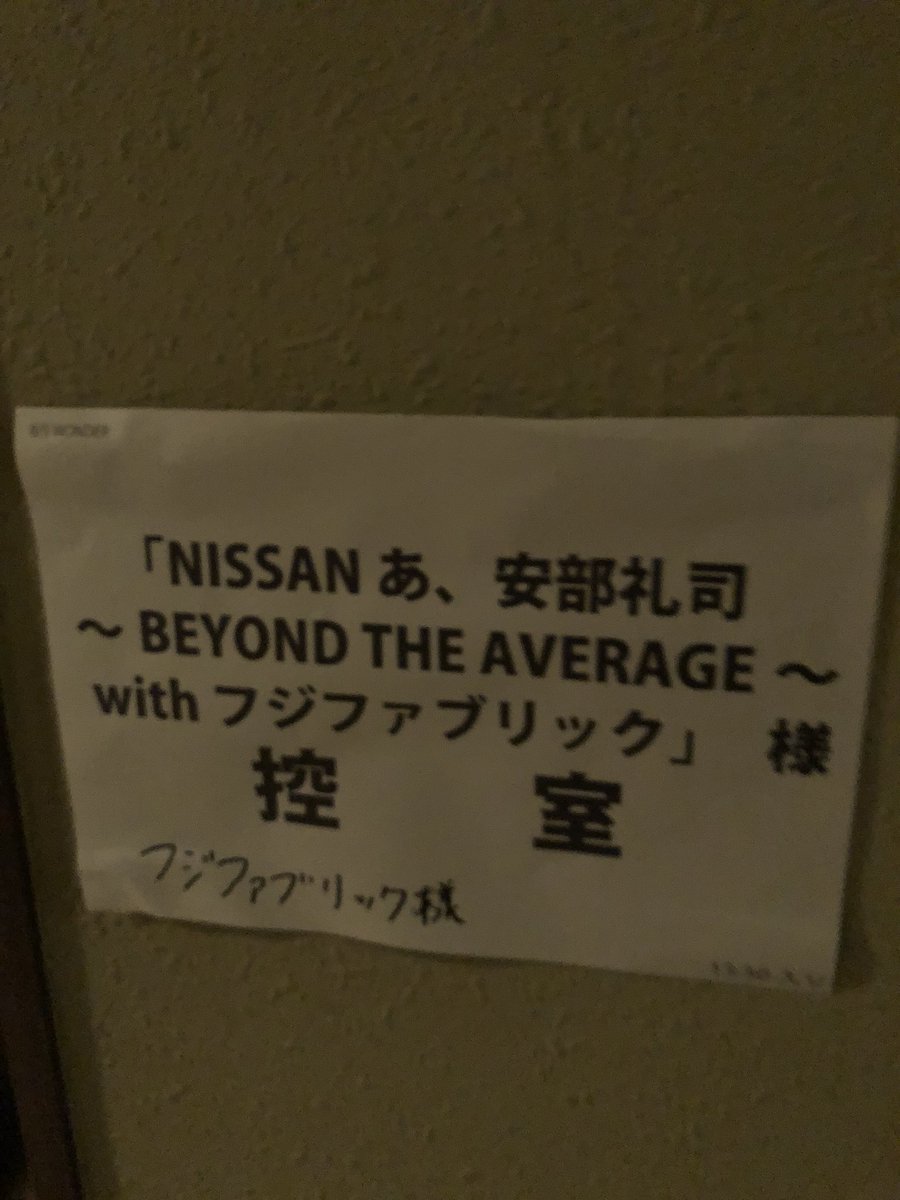 「NISSAN あ、安部礼司
～ BEYOND THE AVERAGE ～
with フジファブリック」 様
控 室
フジファブリック様